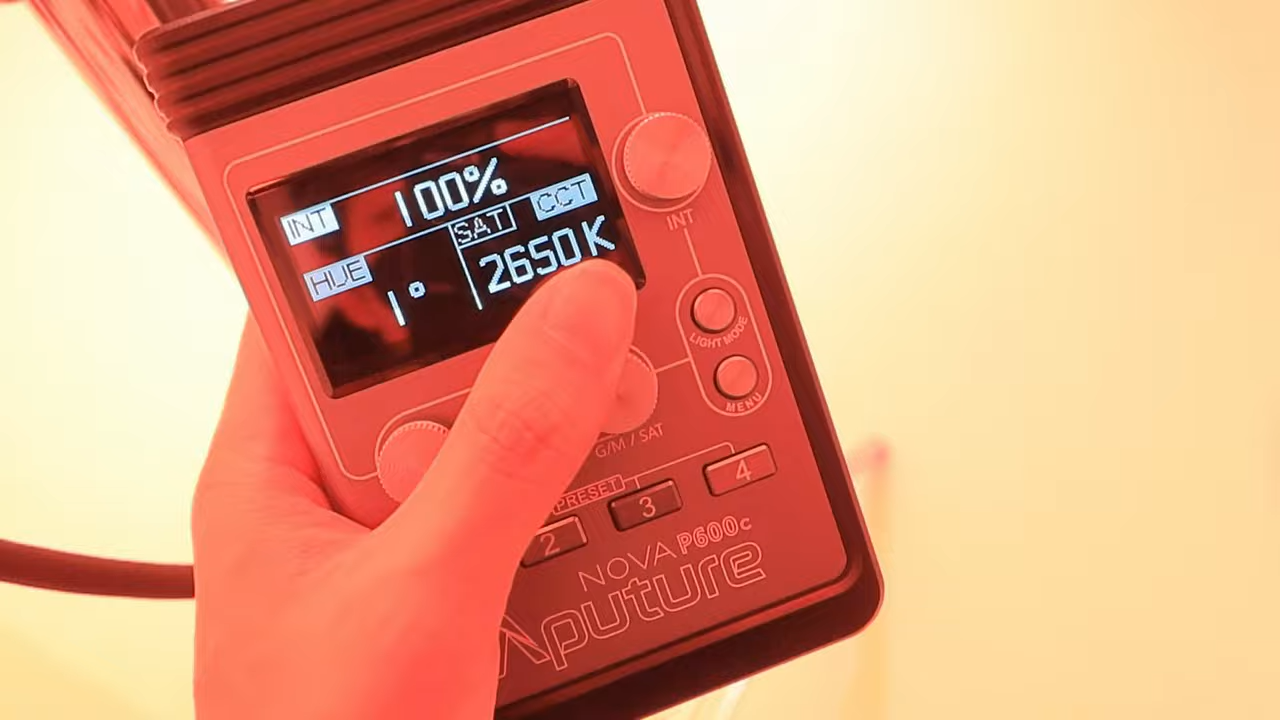 INT 100%
SAT CCT
HUE 1° 2650K
INT
LIGHT MODE
MENU
G/M / SAT
PRESET
2 3 4
NOVA P600c
Aputure